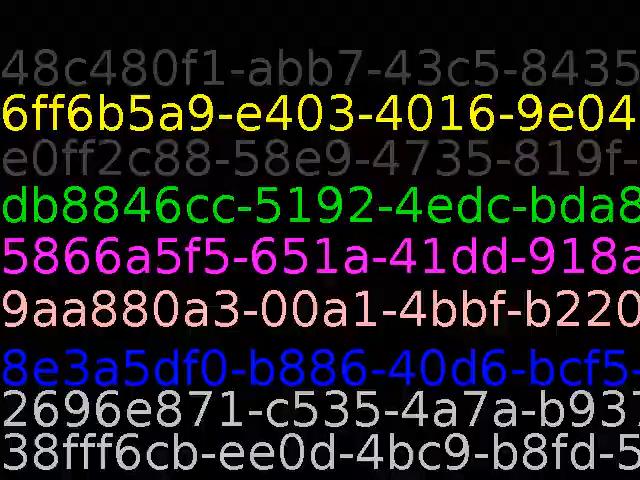 48c480f1-abb7-43c5-8435
6ff6b5a9-e403-4016-9e04
e0ff2c88-58e9-4735-819f-
db8846cc-5192-4edc-bda8
5866a5f5-651a-41dd-918a
9aa880a3-00a1-4bbf-b220
8e3a5df0-b886-40d6-bcf5-
2696e871-c535-4a7a-b937
38fff6cb-ee0d-4bc9-b8fd-5